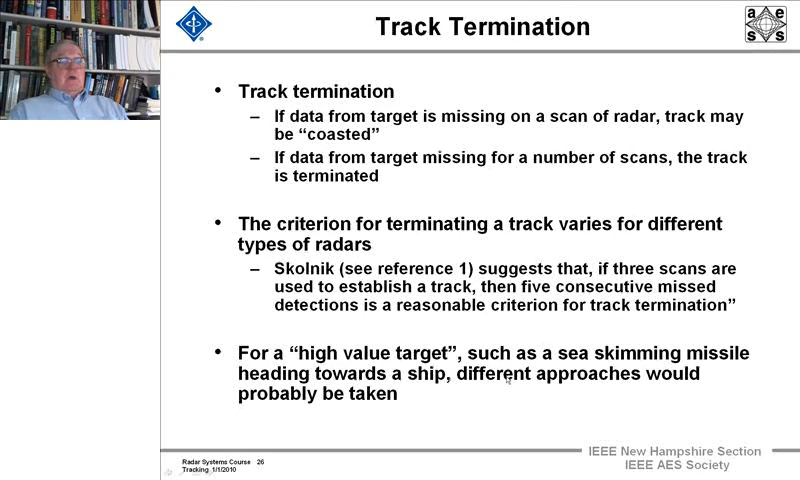 Track Termination
a e
s s
• Track termination
– If data from target is missing on a scan of radar, track may
be “coasted”
– If data from target missing for a number of scans, the track
is terminated
• The criterion for terminating a track varies for different
types of radars
– Skolnik (see reference 1) suggests that, if three scans are
used to establish a track, then five consecutive missed
detections is a reasonable criterion for track termination”
• For a “high value target”, such as a sea skimming missile
heading towards a ship, different approaches would
probably be taken
Radar Systems Course 26
Tracking 1/1/2010
IEEE New Hampshire Section
IEEE AES Society